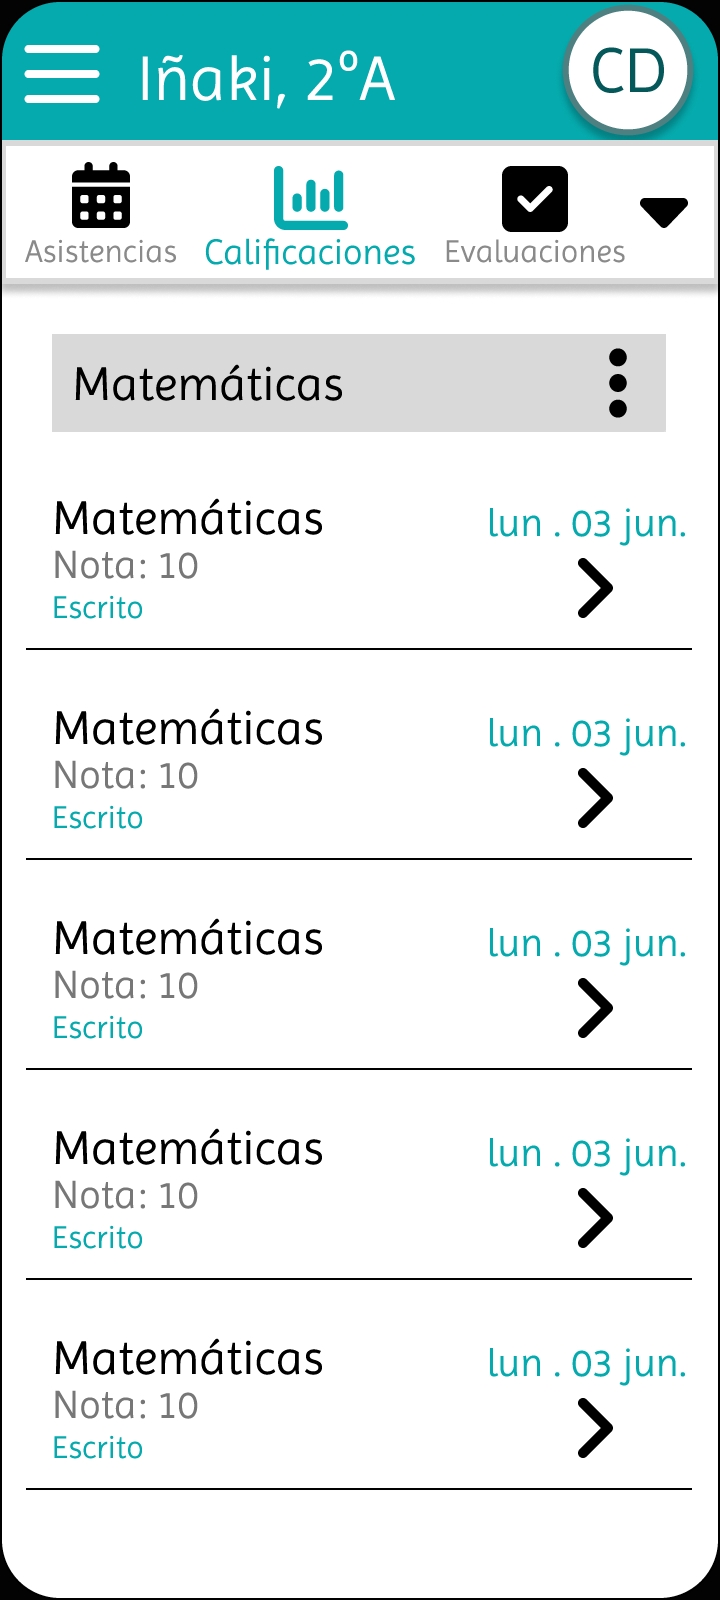 Iñaki, 2ºA
CD
Asistencias
Calificaciones
Evaluaciones
Matemáticas
Matemáticas
lun . 03 jun.
Nota: 10
Escrito
Matemáticas
lun . 03 jun.
Nota: 10
Escrito
Matemáticas
lun . 03 jun.
Nota: 10
Escrito
Matemáticas
lun . 03 jun.
Nota: 10
Escrito
Matemáticas
lun . 03 jun.
Nota: 10
Escrito